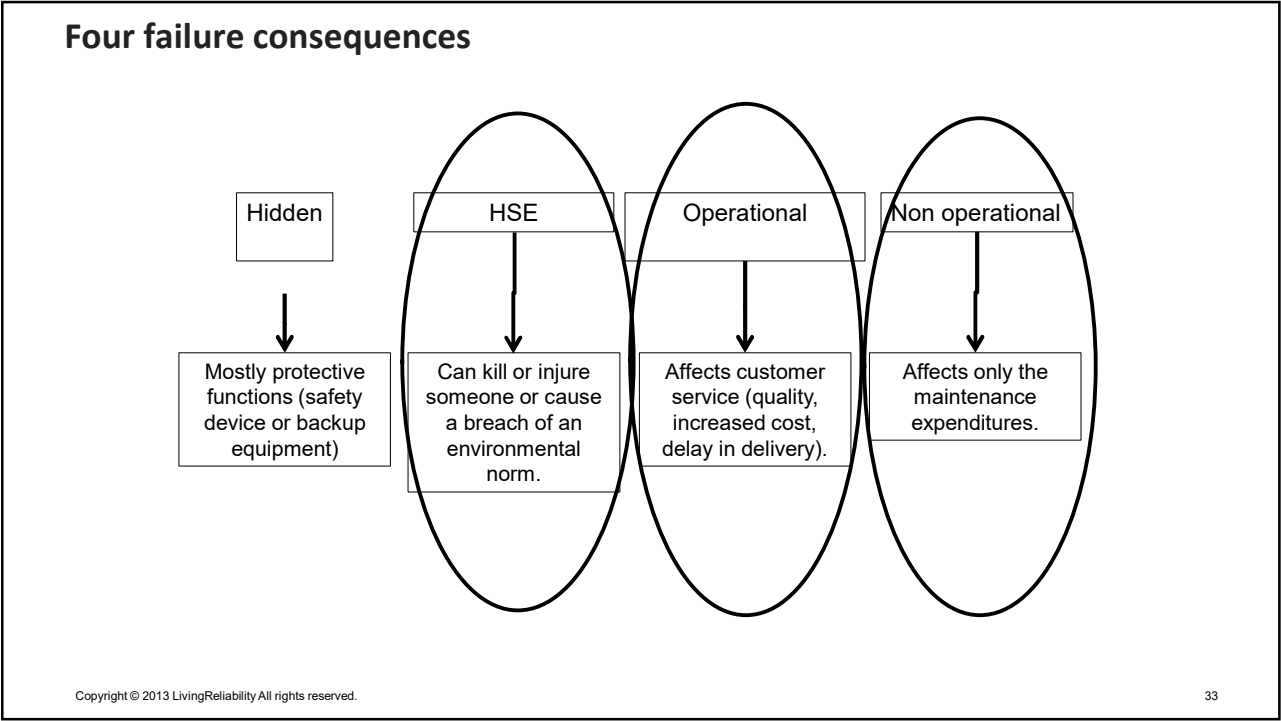 Four failure consequences
Hidden
HSE
Operational
Non operational
Mostly protective
functions (safety
device or backup
equipment)
Can kill or injure
someone or cause
a breach of an
environmental
norm.
Affects customer
service (quality,
increased cost,
delay in delivery).
Affects only the
maintenance
expenditures.
Copyright © 2013 LivingReliability All rights reserved.
33